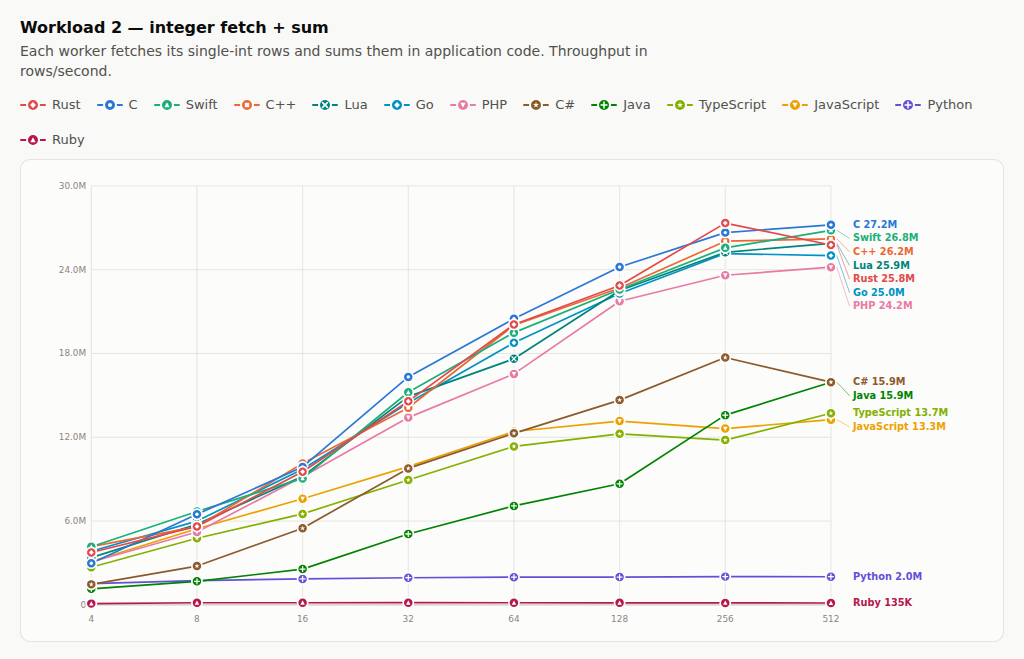 Workload 2 — integer fetch + sum
Each worker fetches its single-int rows and sums them in application code. Throughput in
rows/second.
Rust C Swift C++ Lua Go PHP C# Java TypeScript JavaScript Python
Ruby
30.0M
24.0M
18.0M
12.0M
6.0M
0
4 8 16 32 64 128 256 512
C 27.2M
Swift 26.8M
C++ 26.2M
Lua 25.9M
Rust 25.8M
Go 25.0M
PHP 24.2M
C# 15.9M
Java 15.9M
TypeScript 13.7M
JavaScript 13.3M
Python 2.0M
Ruby 135K